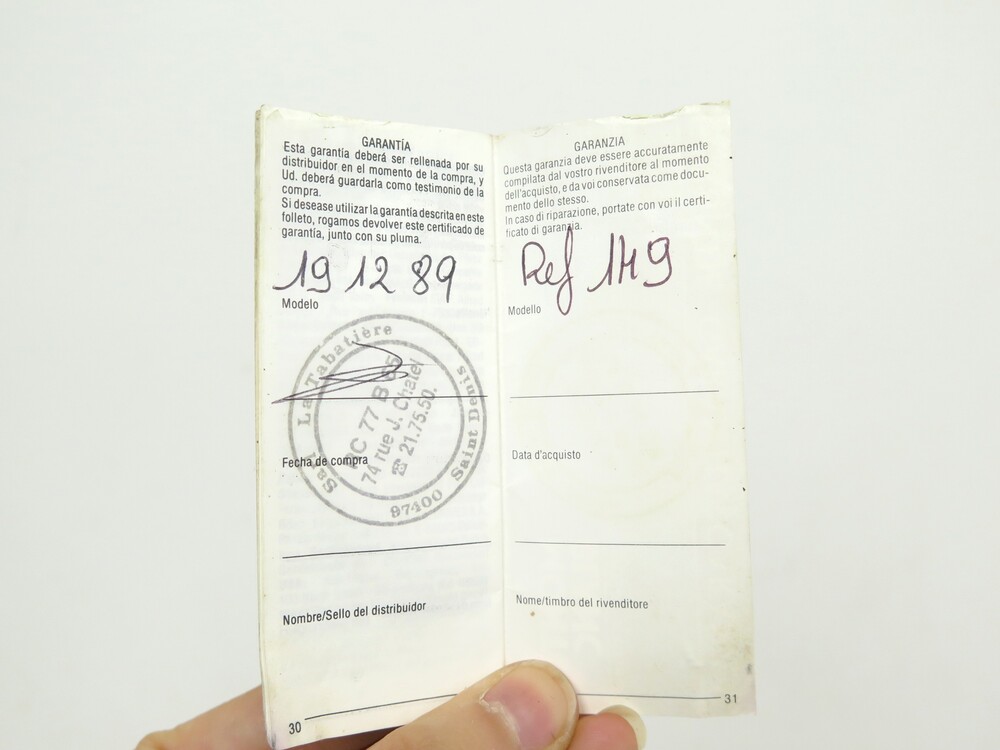 GARANTÍA
Esta garantía deberá ser rellenada por su
distribuidor en el momento de la compra, y
Ud. deberá guardarla como testimonio de la
compra.
Si desease utilizar la garantía descrita en este
folleto, rogamos devolver este certificado de
garantía, junto con su pluma.
19 12 89
Modelo
Sarl La Tabatière
RC 77 B 65
74 rue J. Chatel
☎ 21.75.50.
97400 Saint Denis
Fecha de compra
Nombre/Sello del distribuidor
30
GARANZIA
Questa garanzia deve essere accuratamente
compilata dal vostro rivenditore al momento
dell'acquisto, e da voi conservata come docu-
mento dello stesso.
In caso di riparazione, portate con voi il certi-
ficato di garanzia.
Ref 149
Modello
Data d'acquisto
Nome/timbro del rivenditore
31